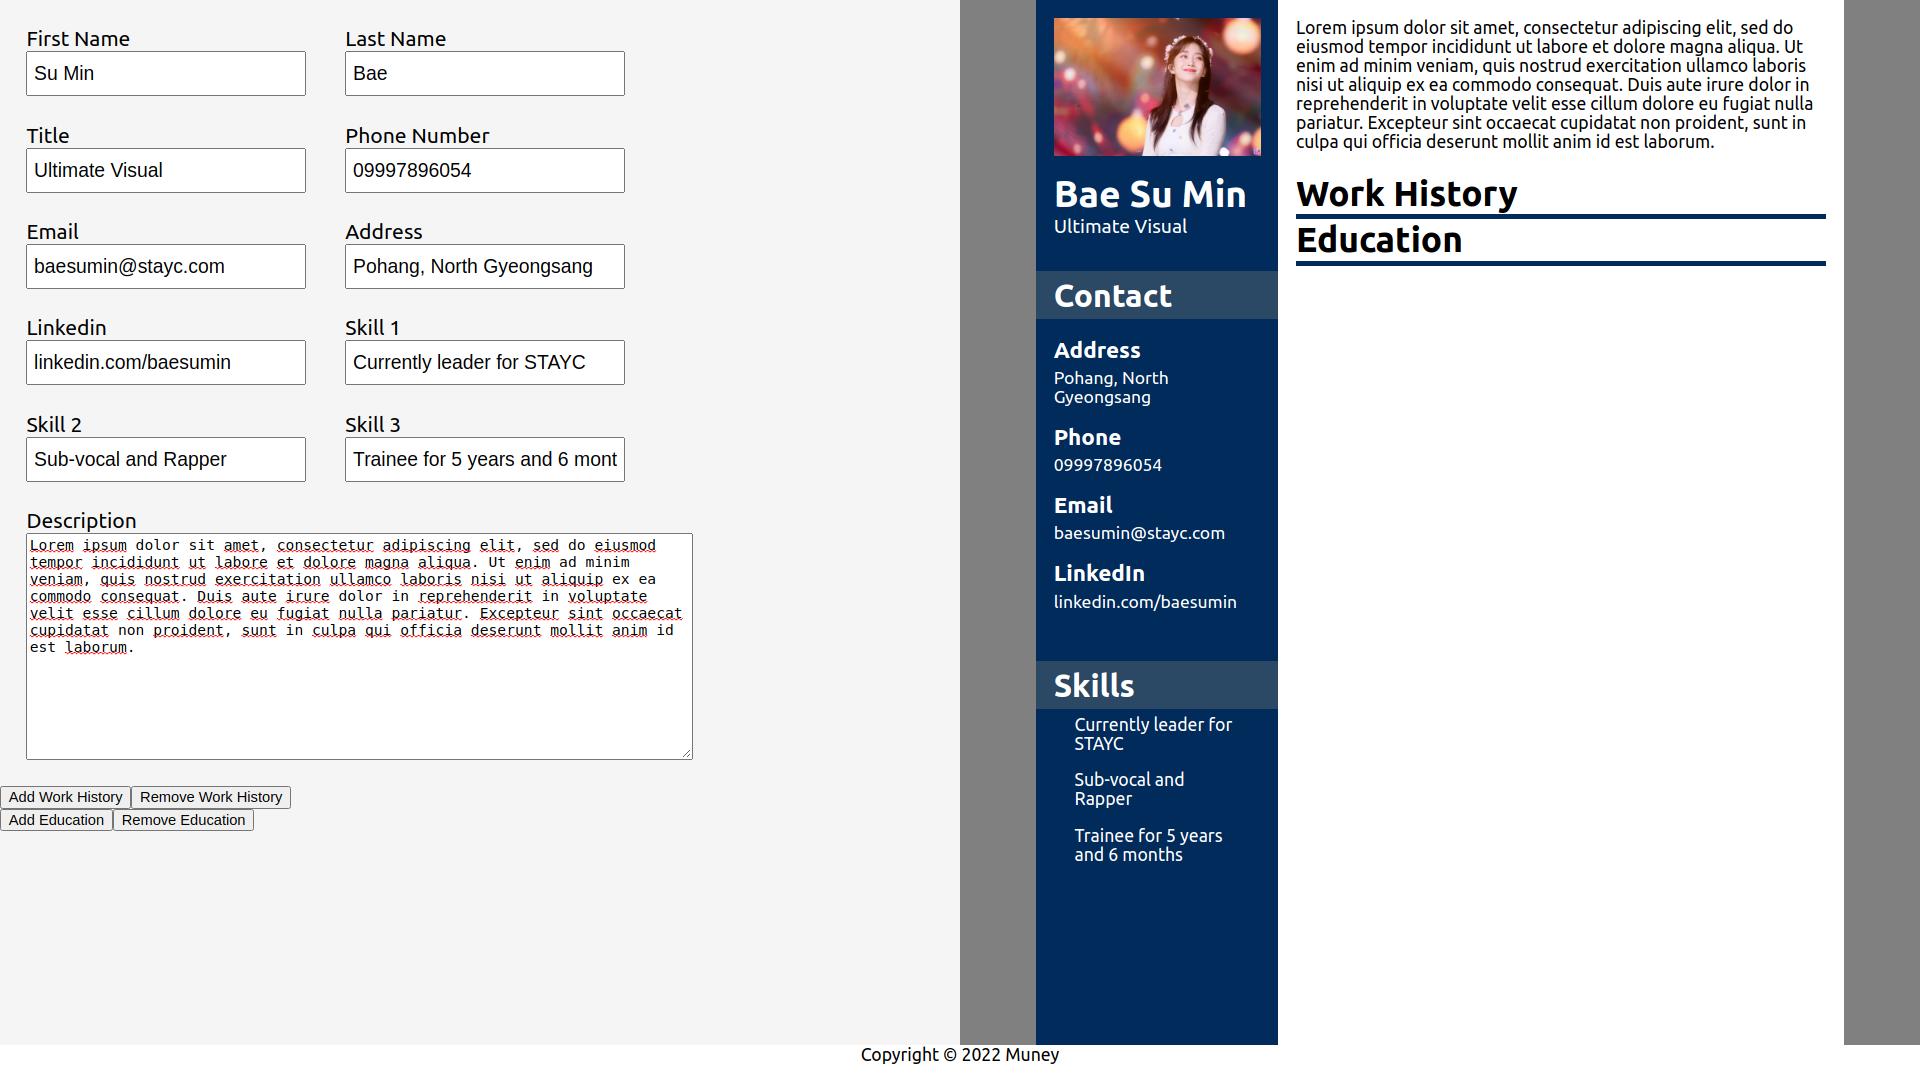 First Name
Su Min
Last Name
Bae
Title
Ultimate Visual
Phone Number
09997896054
Email
baesumin@stayc.com
Address
Pohang, North Gyeongsang
Linkedin
linkedin.com/baesumin
Skill 1
Currently leader for STAYC
Skill 2
Sub-vocal and Rapper
Skill 3
Trainee for 5 years and 6 mont
Description
Lorem ipsum dolor sit amet, consectetur adipiscing elit, sed do eiusmod
tempor incididunt ut labore et dolore magna aliqua. Ut enim ad minim
veniam, quis nostrud exercitation ullamco laboris nisi ut aliquip ex ea
commodo consequat. Duis aute irure dolor in reprehenderit in voluptate
velit esse cillum dolore eu fugiat nulla pariatur. Excepteur sint occaecat
cupidatat non proident, sunt in culpa qui officia deserunt mollit anim id
est laborum.
Add Work History
Remove Work History
Add Education
Remove Education
Bae Su Min
Ultimate Visual
Contact
Address
Pohang, North
Gyeongsang
Phone
09997896054
Email
baesumin@stayc.com
LinkedIn
linkedin.com/baesumin
Skills
Currently leader for
STAYC
Sub-vocal and
Rapper
Trainee for 5 years
and 6 months
Lorem ipsum dolor sit amet, consectetur adipiscing elit, sed do
eiusmod tempor incididunt ut labore et dolore magna aliqua. Ut
enim ad minim veniam, quis nostrud exercitation ullamco laboris
nisi ut aliquip ex ea commodo consequat. Duis aute irure dolor in
reprehenderit in voluptate velit esse cillum dolore eu fugiat nulla
pariatur. Excepteur sint occaecat cupidatat non proident, sunt in
culpa qui officia deserunt mollit anim id est laborum.
Work History
Education
Copyright © 2022 Muney